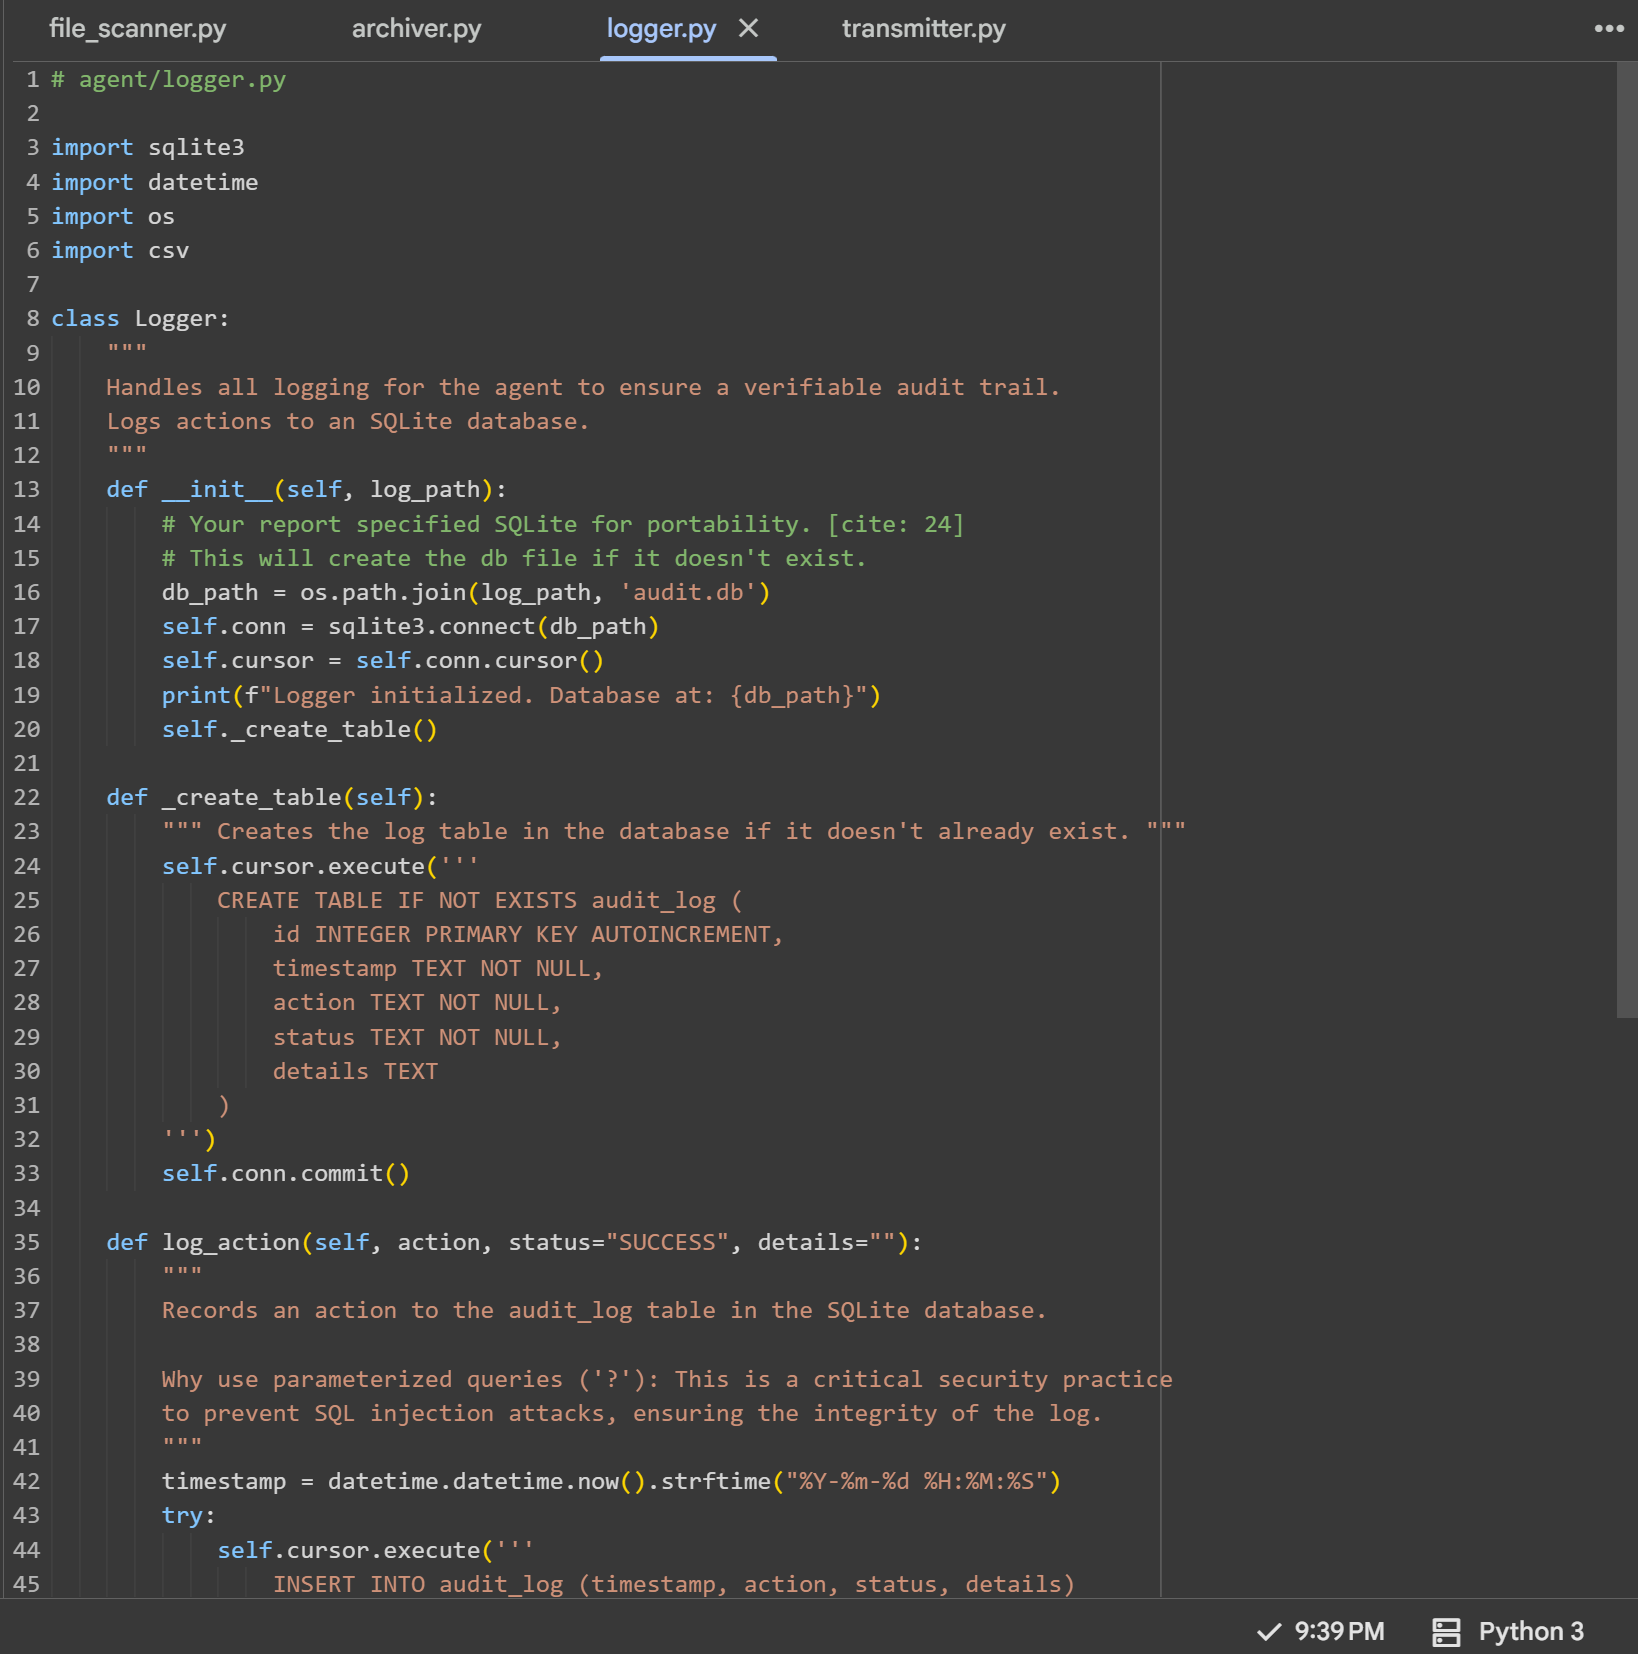 file_scanner.py archiver.py logger.py transmitter.py
1 # agent/logger.py
2
3 import sqlite3
4 import datetime
5 import os
6 import csv
7
8 class Logger:
9     """
10     Handles all logging for the agent to ensure a verifiable audit trail.
11     Logs actions to an SQLite database.
12     """
13     def __init__(self, log_path):
14         # Your report specified SQLite for portability. [cite: 24]
15         # This will create the db file if it doesn't exist.
16         db_path = os.path.join(log_path, 'audit.db')
17         self.conn = sqlite3.connect(db_path)
18         self.cursor = self.conn.cursor()
19         print(f"Logger initialized. Database at: {db_path}")
20         self._create_table()
21
22     def _create_table(self):
23         """ Creates the log table in the database if it doesn't already exist. """
24         self.cursor.execute('''
25             CREATE TABLE IF NOT EXISTS audit_log (
26                 id INTEGER PRIMARY KEY AUTOINCREMENT,
27                 timestamp TEXT NOT NULL,
28                 action TEXT NOT NULL,
29                 status TEXT NOT NULL,
30                 details TEXT
31             )
32         ''')
33         self.conn.commit()
34
35     def log_action(self, action, status="SUCCESS", details=""):
36         """
37         Records an action to the audit_log table in the SQLite database.
38
39         Why use parameterized queries ('?'): This is a critical security practice
40         to prevent SQL injection attacks, ensuring the integrity of the log.
41         """
42         timestamp = datetime.datetime.now().strftime("%Y-%m-%d %H:%M:%S")
43         try:
44             self.cursor.execute('''
45                 INSERT INTO audit_log (timestamp, action, status, details)
9:39 PM Python 3